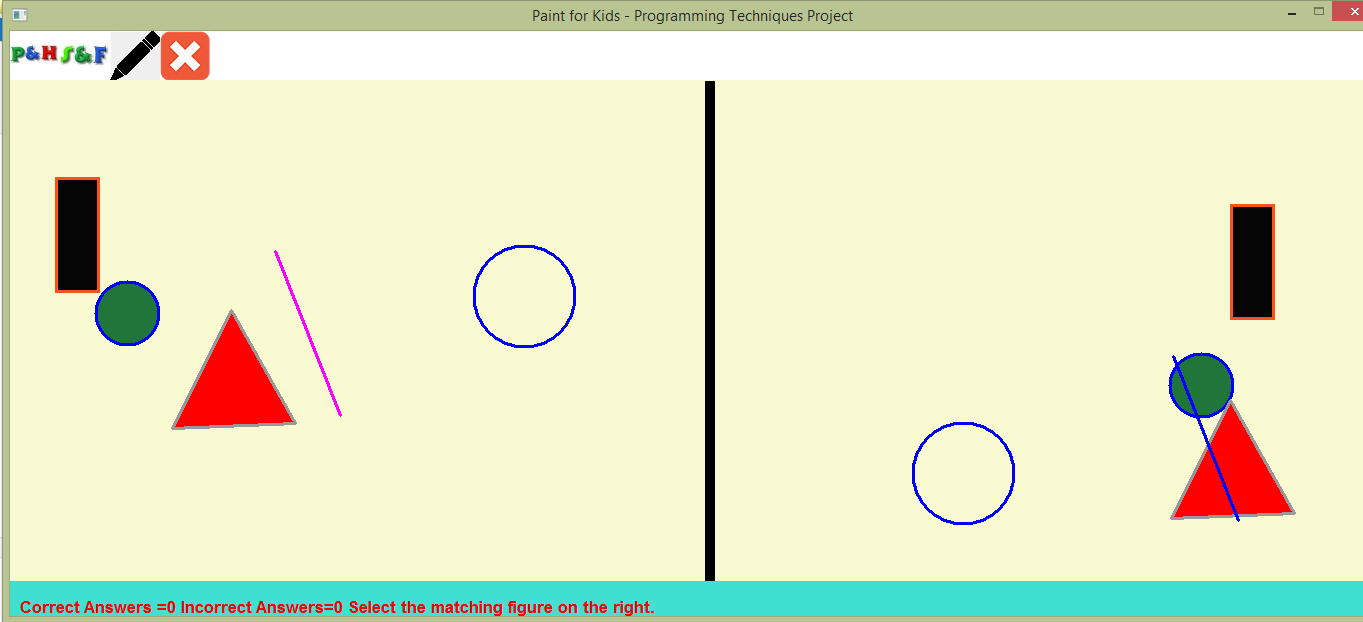 Paint for Kids - Programming Techniques Project
P&H S&F
Correct Answers =0 Incorrect Answers=0 Select the matching figure on the right.